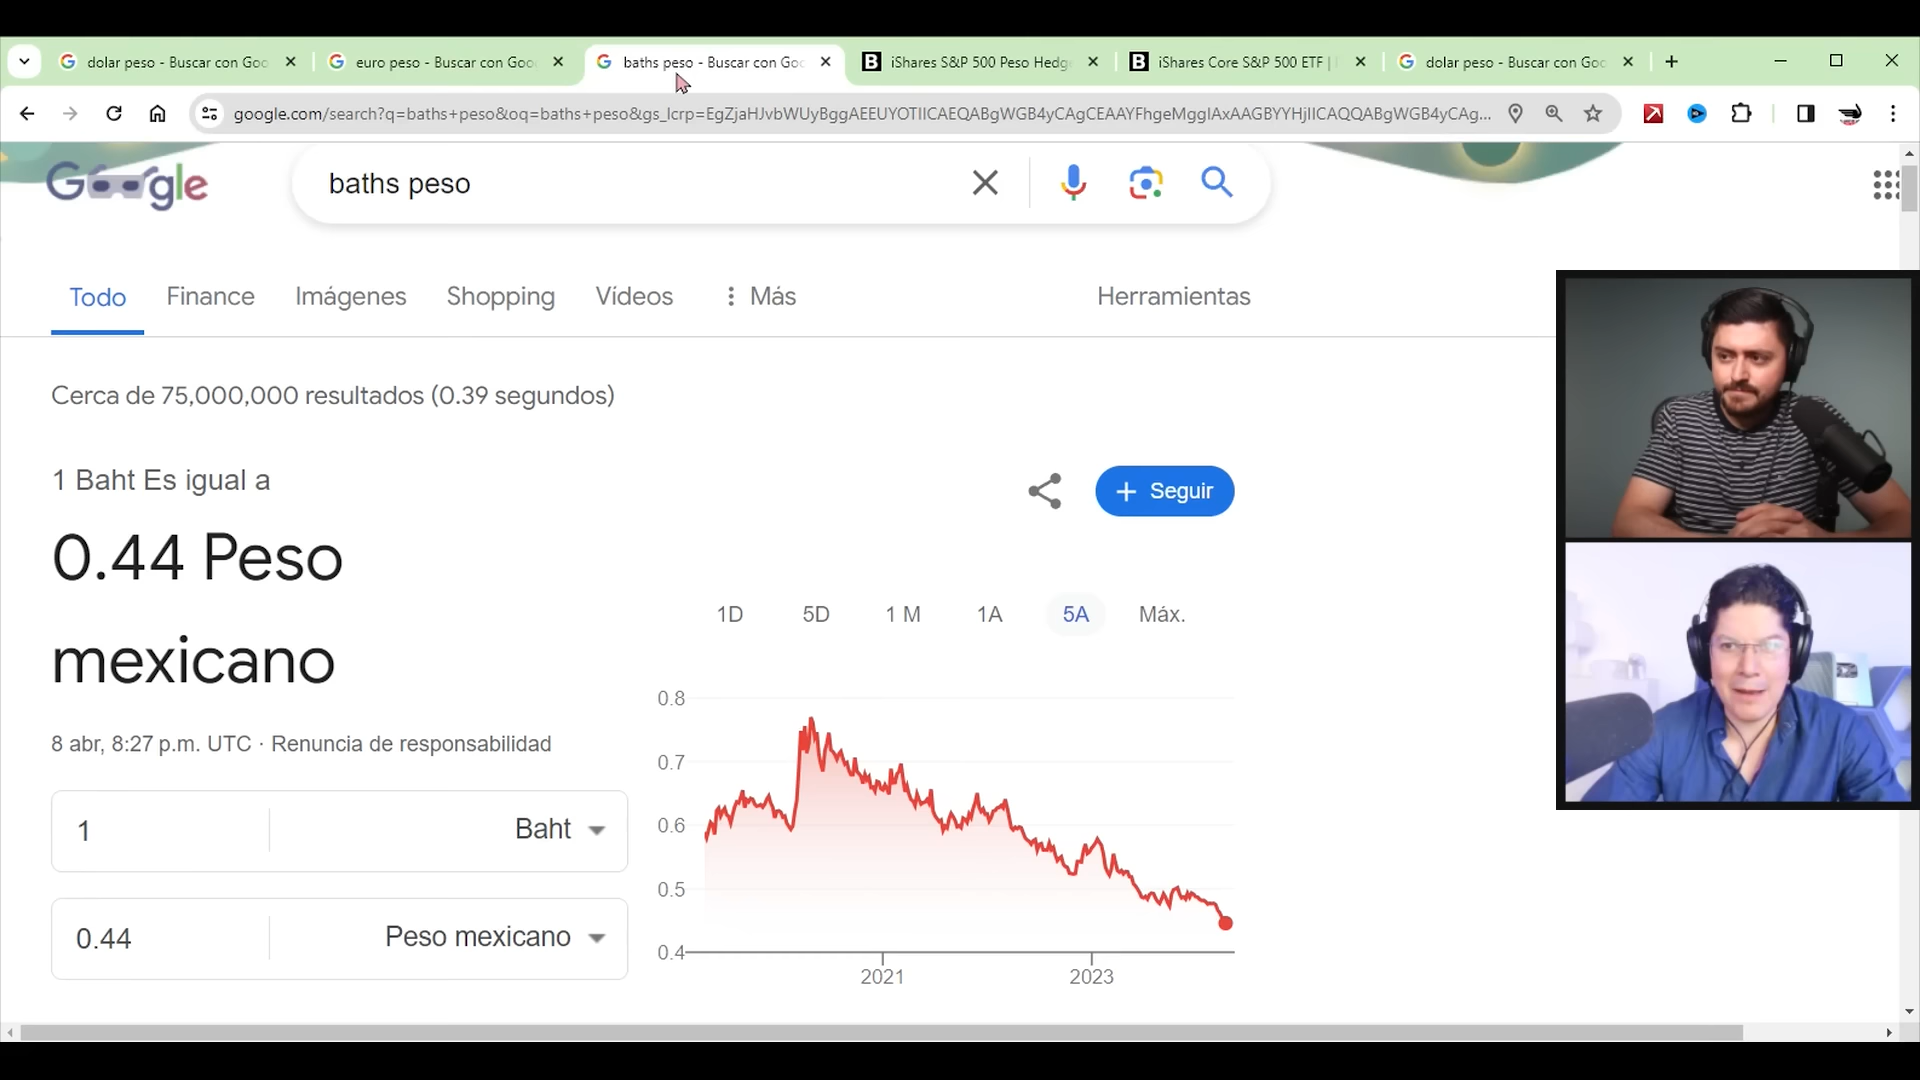 dolar peso - Buscar con Goo
euro peso - Buscar con Goo
baths peso - Buscar con Goo
iShares S&P 500 Peso Hedge
iShares Core S&P 500 ETF |
dolar peso - Buscar con Goo
google.com/search?q=baths+peso&oq=baths+peso&gs_lcrp=EgZjaHJvbWUyBggAEEUYOTIICAEQABgWGB4yCAgCEAAYFhgeMggIAxAAGBYYHjIICAQQABgWGB4yCAg...
Google
baths peso
Todo
Finance
Imágenes
Shopping
Vídeos
Más
Herramientas
Cerca de 75,000,000 resultados (0.39 segundos)
1 Baht Es igual a
0.44 Peso
mexicano
8 abr, 8:27 p.m. UTC · Renuncia de responsabilidad
1 Baht
0.44 Peso mexicano
Seguir
1D 5D 1 M 1A 5A Máx.
0.8
0.7
0.6
0.5
0.4
2021 2023